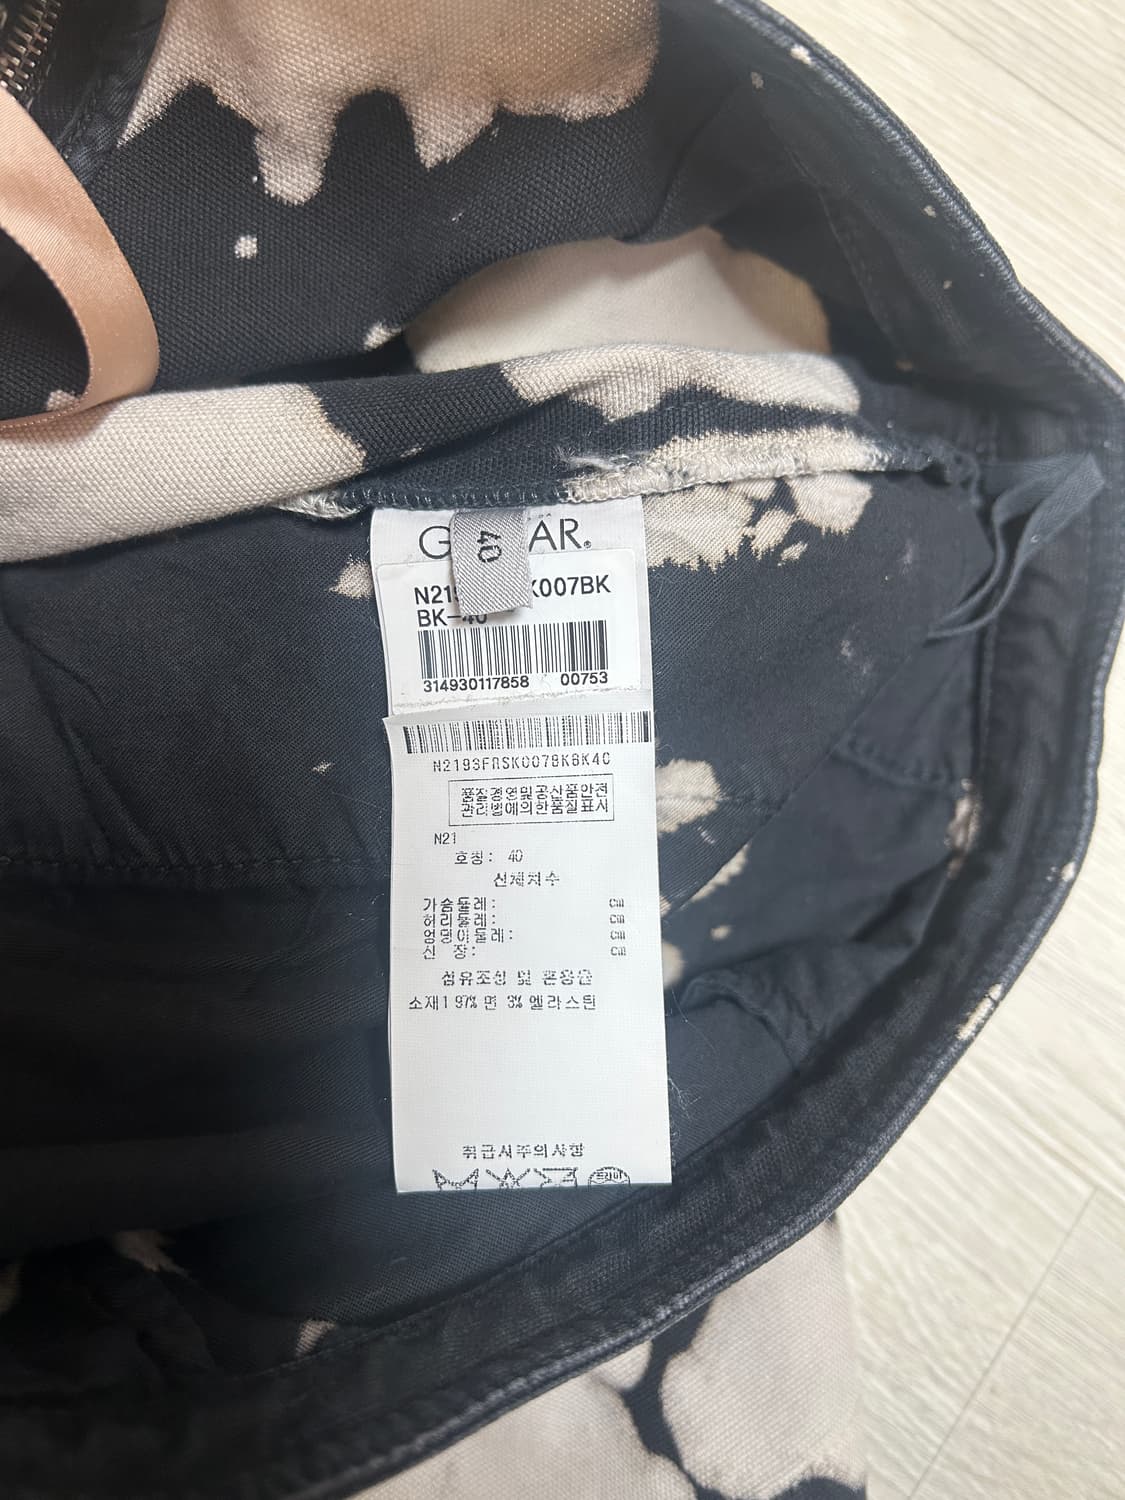 40
G AR.
N21 K007BK
BK-40
314930117858 00753
N2193FRSK007BKBK40
품질경영및공산품안전
관리법에의한품질표시
N21
호칭: 40
신체치수
가슴둘레: cm
허리둘레: cm
엉덩이둘레: cm
신 장: cm
섬유조성 및 혼용율
소재1 97% 면 3% 엘라스틴
취급시주의사항
드라이